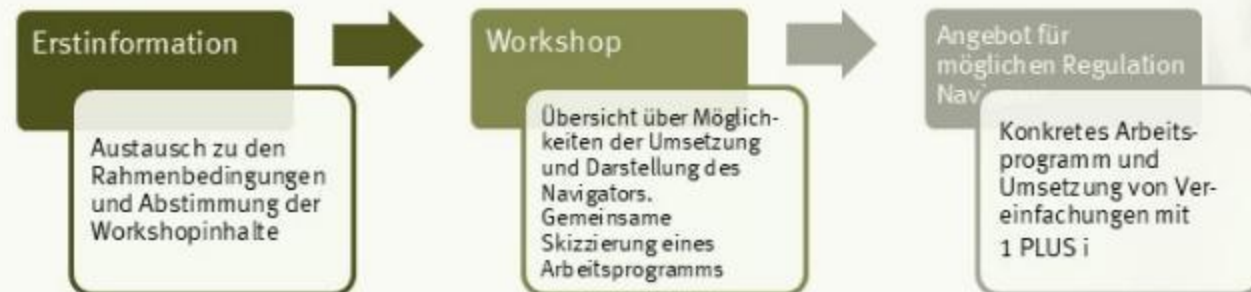 Erstinformation
Austausch zu den
Rahmenbedingungen
und Abstimmung der
Workshopinhalte
Workshop
Übersicht über Möglich-
keiten der Umsetzung
und Darstellung des
Navigators.
Gemeinsame
Skizzierung eines
Arbeitsprogramms
Angebot für
möglichen Regulation
Konkretes Arbeits-
programm und
Umsetzung von Ver-
einfachungen mit
1 PLUS i